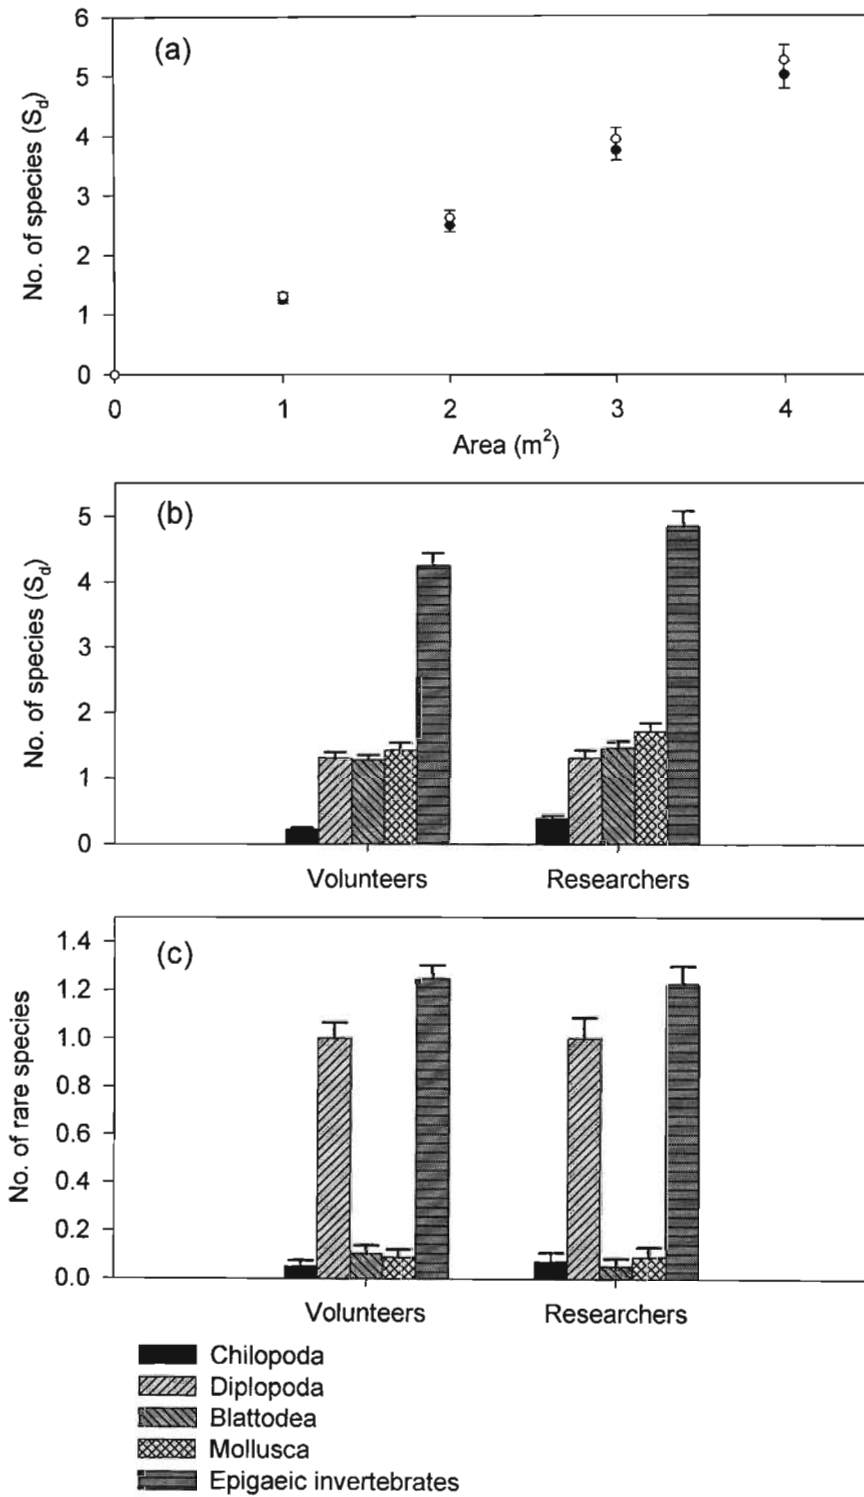 (a)
No. of species (Sd)
6
5
4
3
2
1
0
0 1 2 3 4
Area (m²)
(b)
No. of species (Sd)
5
4
3
2
1
0
Volunteers Researchers
(c)
No. of rare species
1.4
1.2
1.0
0.8
0.6
0.4
0.2
0.0
Volunteers Researchers
Chilopoda
Diplopoda
Blattodea
Mollusca
Epigaeic invertebrates